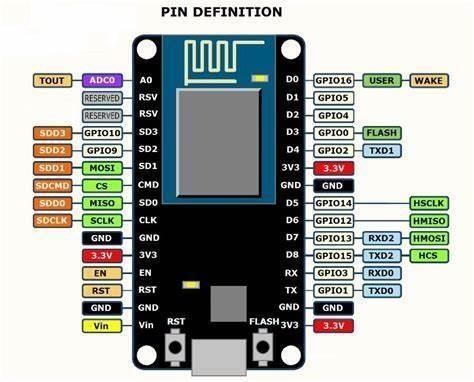 PIN DEFINITION
TOUT ADC0 A0 D0 GPIO16 USER WAKE
RESERVED RSV D1 GPIO5
RESERVED RSV D2 GPIO4
SDD3 GPIO10 SD3 D3 GPIO0 FLASH
SDD2 GPIO9 SD2 D4 GPIO2 TXD1
SDD1 MOSI SD1 3V3 3.3V
SDCMD CS CMD GND GND
SDD0 MISO SD0 D5 GPIO14 HSCLK
SDCLK SCLK CLK D6 GPIO12 HMISO
GND GND D7 GPIO13 RXD2 HMOSI
3.3V 3V3 D8 GPIO15 TXD2 HCS
EN EN RX GPIO3 RXD0
RST RST TX GPIO1 TXD0
GND GND GND GND
Vin Vin RST FLASH 3V3 3.3V